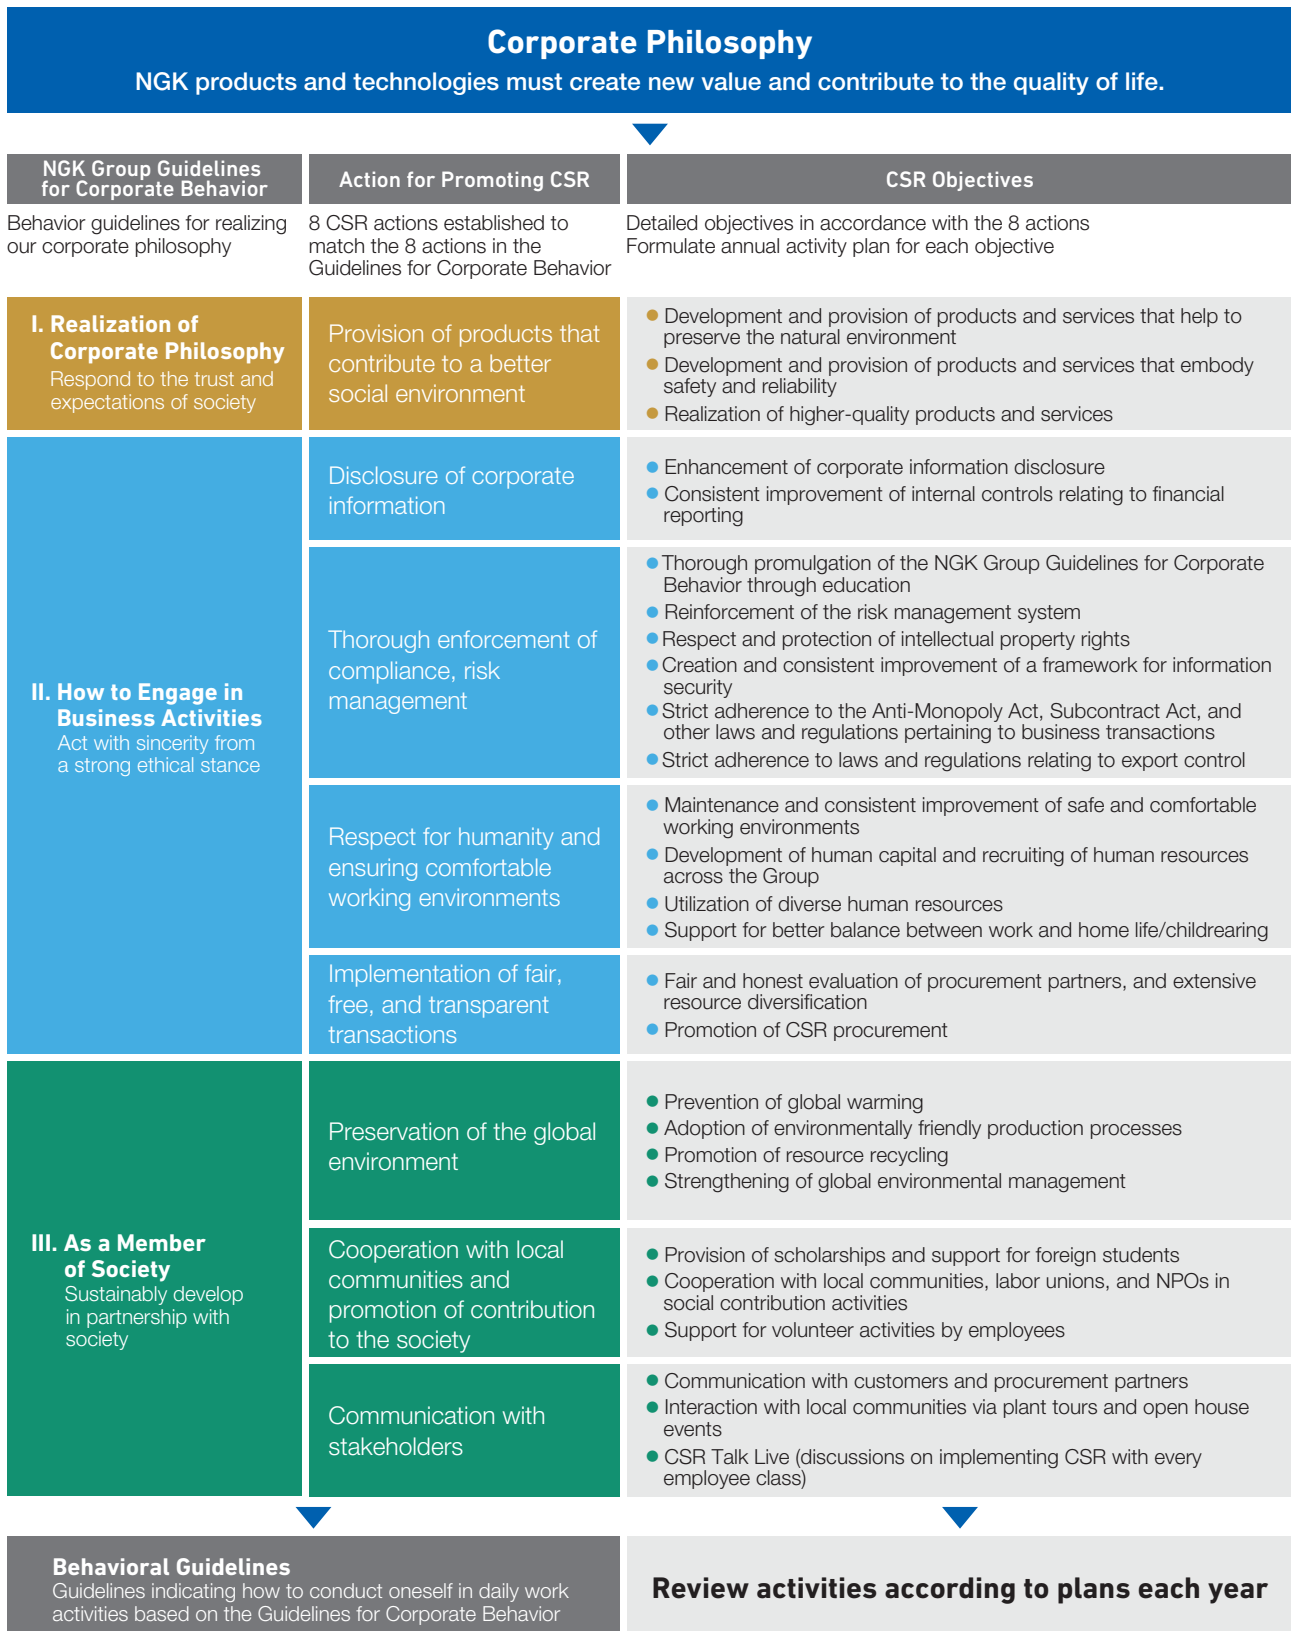 Corporate Philosophy
NGK products and technologies must create new value and contribute to the quality of life.
NGK Group Guidelines
for Corporate Behavior
Action for Promoting CSR
CSR Objectives
Behavior guidelines for realizing
our corporate philosophy
8 CSR actions established to
match the 8 actions in the
Guidelines for Corporate Behavior
Detailed objectives in accordance with the 8 actions
Formulate annual activity plan for each objective
I. Realization of
Corporate Philosophy
Respond to the trust and
expectations of society
Provision of products that
contribute to a better
social environment
● Development and provision of products and services that help to
preserve the natural environment
● Development and provision of products and services that embody
safety and reliability
● Realization of higher-quality products and services
II. How to Engage in
Business Activities
Act with sincerity from
a strong ethical stance
Disclosure of corporate
information
● Enhancement of corporate information disclosure
● Consistent improvement of internal controls relating to financial
reporting
Thorough enforcement of
compliance, risk
management
● Thorough promulgation of the NGK Group Guidelines for Corporate
Behavior through education
● Reinforcement of the risk management system
● Respect and protection of intellectual property rights
● Creation and consistent improvement of a framework for information
security
● Strict adherence to the Anti-Monopoly Act, Subcontract Act, and
other laws and regulations pertaining to business transactions
● Strict adherence to laws and regulations relating to export control
Respect for humanity and
ensuring comfortable
working environments
● Maintenance and consistent improvement of safe and comfortable
working environments
● Development of human capital and recruiting of human resources
across the Group
● Utilization of diverse human resources
● Support for better balance between work and home life/childrearing
Implementation of fair,
free, and transparent
transactions
● Fair and honest evaluation of procurement partners, and extensive
resource diversification
● Promotion of CSR procurement
III. As a Member
of Society
Sustainably develop
in partnership with
society
Preservation of the global
environment
● Prevention of global warming
● Adoption of environmentally friendly production processes
● Promotion of resource recycling
● Strengthening of global environmental management
Cooperation with local
communities and
promotion of contribution
to the society
● Provision of scholarships and support for foreign students
● Cooperation with local communities, labor unions, and NPOs in
social contribution activities
● Support for volunteer activities by employees
Communication with
stakeholders
● Communication with customers and procurement partners
● Interaction with local communities via plant tours and open house
events
● CSR Talk Live (discussions on implementing CSR with every
employee class)
Behavioral Guidelines
Guidelines indicating how to conduct oneself in daily work
activities based on the Guidelines for Corporate Behavior
Review activities according to plans each year